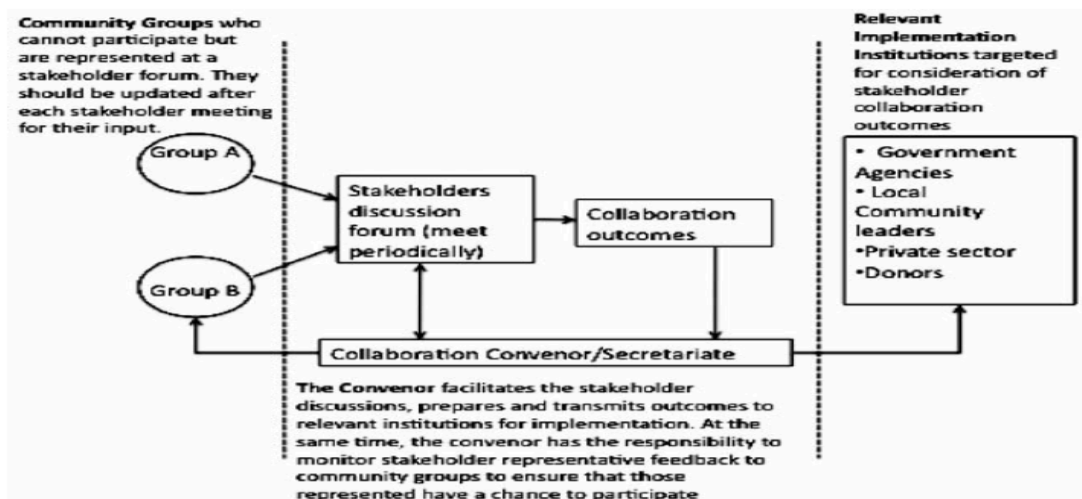 Community Groups who
cannot participate but
are represented at a
stakeholder forum. They
should be updated after
each stakeholder meeting
for their input.
Group A
Group B
Stakeholders
discussion
forum (meet
periodically)
Collaboration
outcomes
Collaboration Convenor/Secretariate
The Convenor facilitates the stakeholder
discussions, prepares and transmits outcomes to
relevant institutions for implementation. At the
same time, the convenor has the responsibility to
monitor stakeholder representative feedback to
community groups to ensure that those
represented have a chance to participate
Relevant
Implementation
Institutions targeted
for consideration of
stakeholder
collaboration
outcomes
• Government
Agencies
• Local
Community
leaders
•Private sector
•Donors